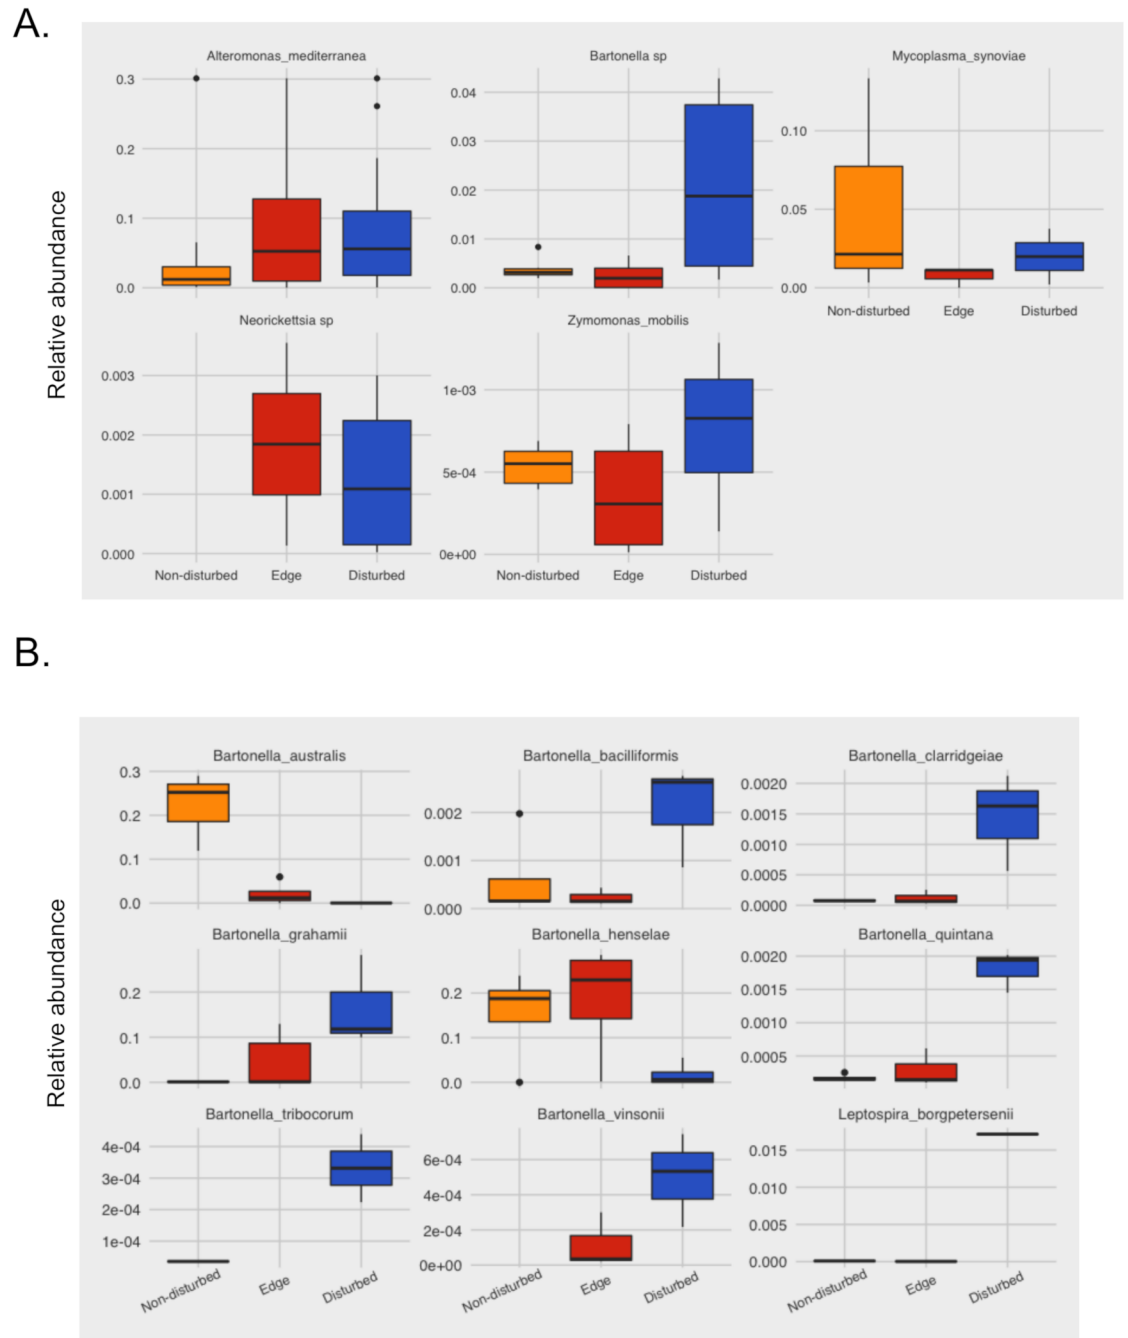 A.
Relative abundance
Alteromonas_mediterranea
0.3
0.2
0.1
0.0
Bartonella sp
0.04
0.03
0.02
0.01
0.00
Mycoplasma_synoviae
0.10
0.05
0.00
Non-disturbed Edge Disturbed
Neorickettsia sp
0.003
0.002
0.001
0.000
Non-disturbed Edge Disturbed
Zymomonas_mobilis
1e-03
5e-04
0e+00
Non-disturbed Edge Disturbed
B.
Relative abundance
Bartonella_australis
0.3
0.2
0.1
0.0
Bartonella_bacilliformis
0.002
0.001
0.000
Bartonella_clarridgeiae
0.0020
0.0015
0.0010
0.0005
0.0000
Bartonella_grahamii
0.2
0.1
0.0
Bartonella_henselae
0.2
0.1
0.0
Bartonella_quintana
0.0020
0.0015
0.0010
0.0005
Bartonella_tribocorum
4e-04
3e-04
2e-04
1e-04
Non-disturbed Edge Disturbed
Bartonella_vinsonii
6e-04
4e-04
2e-04
0e+00
Non-disturbed Edge Disturbed
Leptospira_borgpetersenii
0.015
0.010
0.005
0.000
Non-disturbed Edge Disturbed